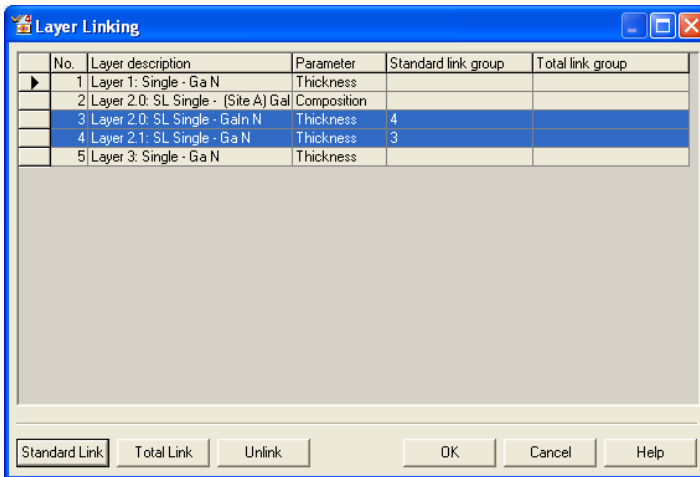 Layer Linking
No. Layer description Parameter Standard link group Total link group
1 Layer 1: Single - Ga N Thickness
2 Layer 2.0: SL Single - (Site A) GaI Composition
3 Layer 2.0: SL Single - GaIn N Thickness 4
4 Layer 2.1: SL Single - Ga N Thickness 3
5 Layer 3: Single - Ga N Thickness
Standard Link Total Link Unlink OK Cancel Help